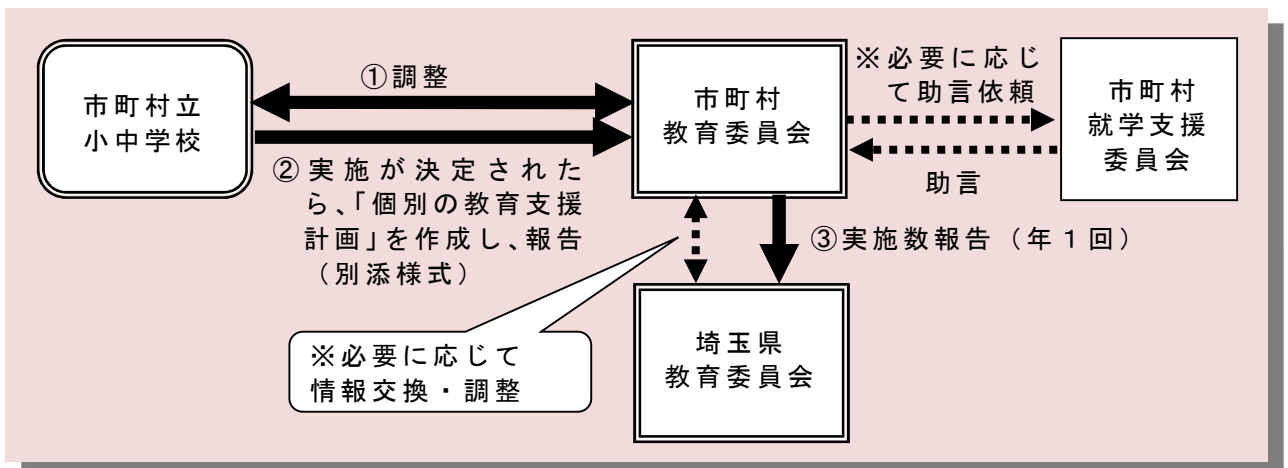 市町村立
小中学校
①調整
②実施が決定された
ら、「個別の教育支援
計画」を作成し、報告
（別添様式）
市町村
教育委員会
※必要に応じ
て助言依頼
助言
市町村
就学支援
委員会
③実施数報告（年１回）
※必要に応じて
情報交換・調整
埼玉県
教育委員会